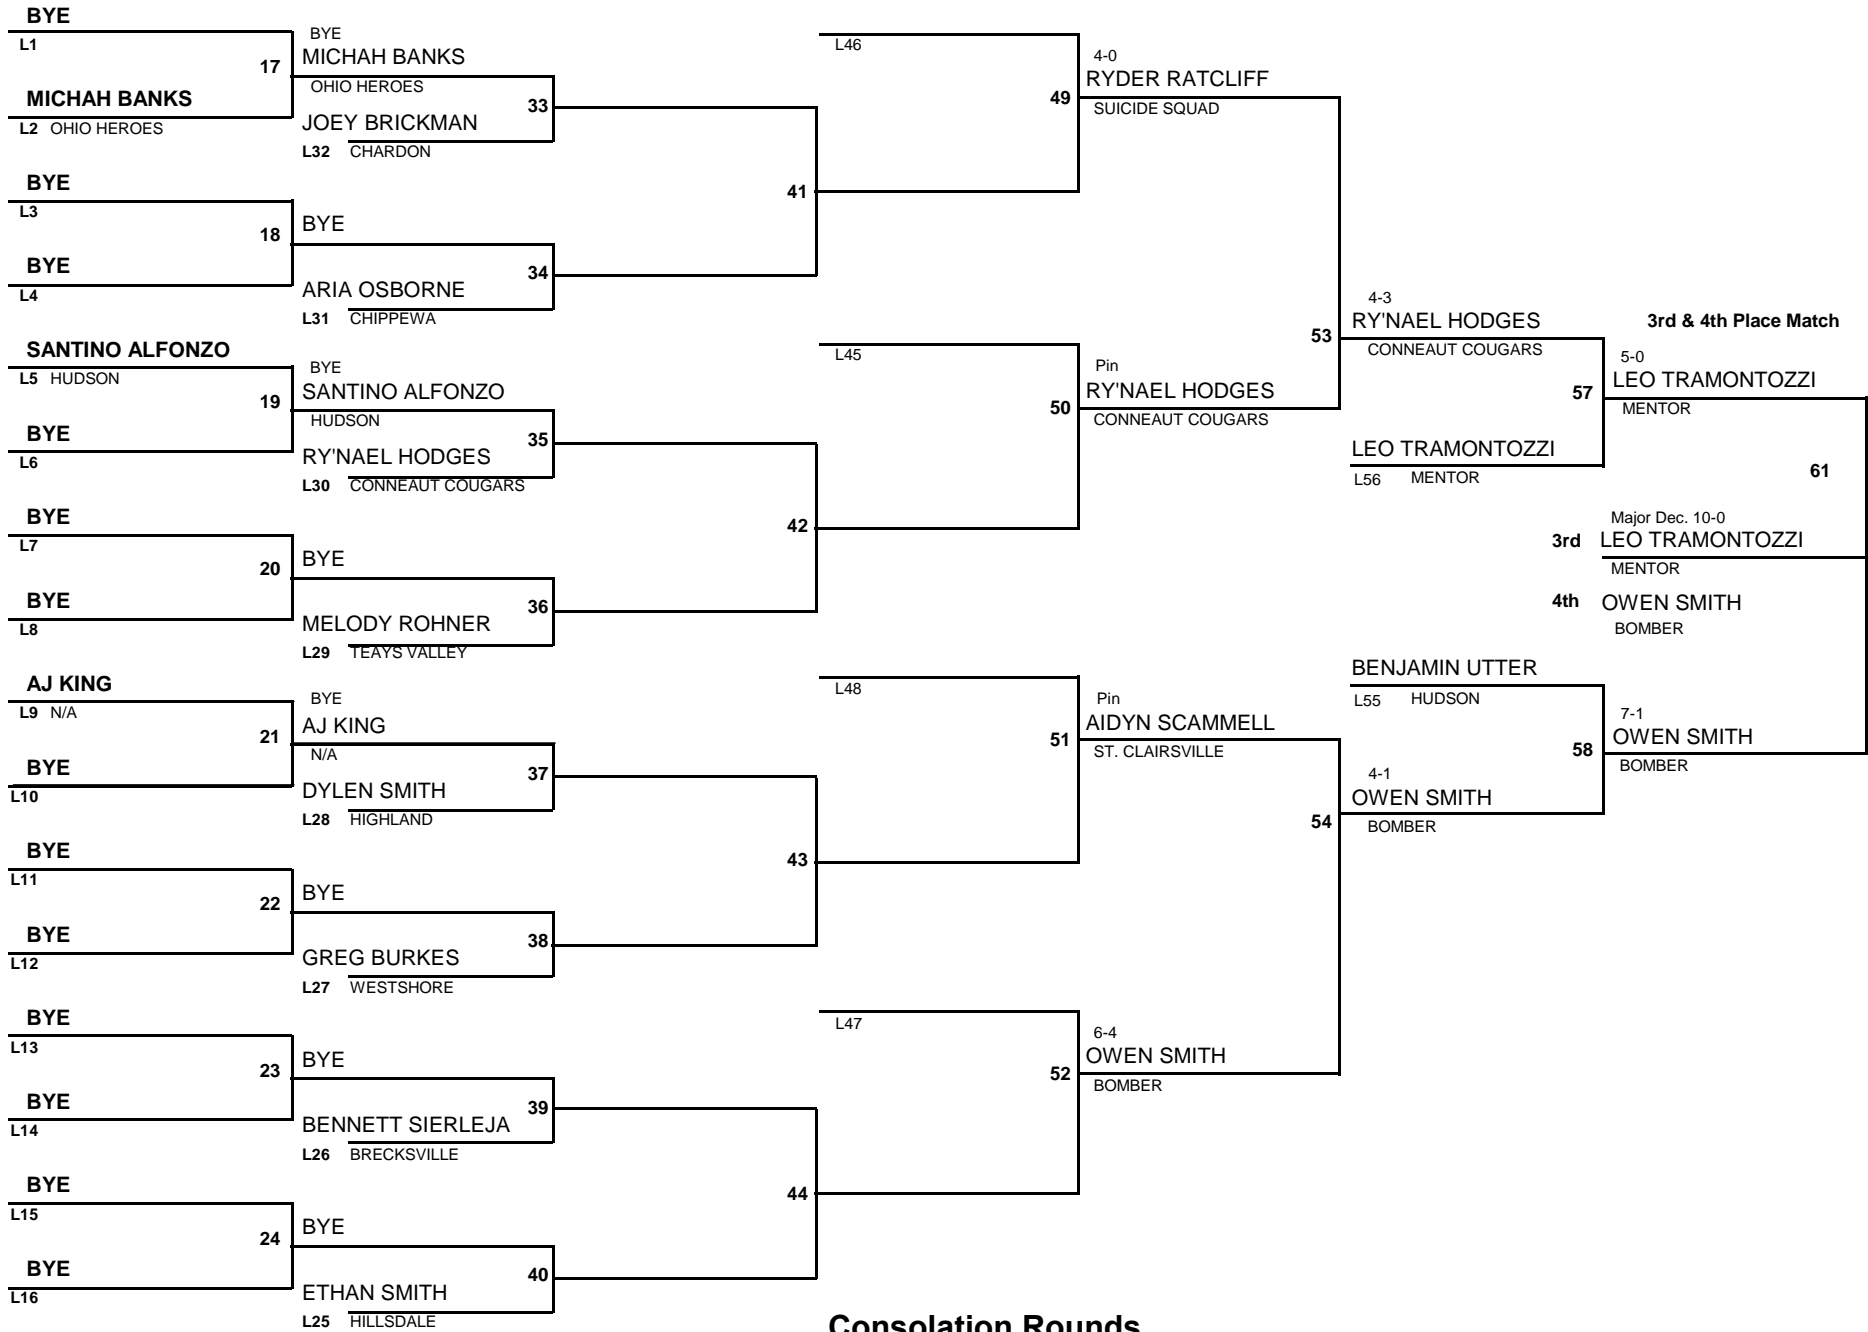 BYE
L1
17
MICHAH BANKS
L2 OHIO HEROES
BYE
L3
18
BYE
L4
SANTINO ALFONZO
L5 HUDSON
19
BYE
L6
BYE
L7
20
BYE
L8
AJ KING
L9 N/A
21
BYE
L10
BYE
L11
22
BYE
L12
BYE
L13
23
BYE
L14
BYE
L15
24
BYE
L16
BYE
MICHAH BANKS
OHIO HEROES
33
JOEY BRICKMAN
L32 CHARDON
BYE
34
ARIA OSBORNE
L31 CHIPPEWA
BYE
SANTINO ALFONZO
HUDSON
35
RY'NAEL HODGES
L30 CONNEAUT COUGARS
BYE
36
MELODY ROHNER
L29 TEAYS VALLEY
BYE
AJ KING
N/A
37
DYLEN SMITH
L28 HIGHLAND
BYE
38
GREG BURKES
L27 WESTSHORE
BYE
39
BENNETT SIERLEJA
L26 BRECKSVILLE
BYE
40
ETHAN SMITH
L25 HILLSDALE
41
42
43
44
L46
49
L45
50
L48
51
L47
52
4-0
RYDER RATCLIFF
SUICIDE SQUAD
53
Pin
RY'NAEL HODGES
CONNEAUT COUGARS
Pin
AIDYN SCAMMELL
ST. CLAIRSVILLE
54
6-4
OWEN SMITH
BOMBER
4-3
RY'NAEL HODGES
CONNEAUT COUGARS
57
LEO TRAMONTOZZI
L56 MENTOR
BENJAMIN UTTER
L55 HUDSON
58
4-1
OWEN SMITH
BOMBER
3rd & 4th Place Match
5-0
LEO TRAMONTOZZI
MENTOR
61
Major Dec. 10-0
3rd LEO TRAMONTOZZI
MENTOR
4th OWEN SMITH
BOMBER
7-1
OWEN SMITH
BOMBER
Consolation Rounds